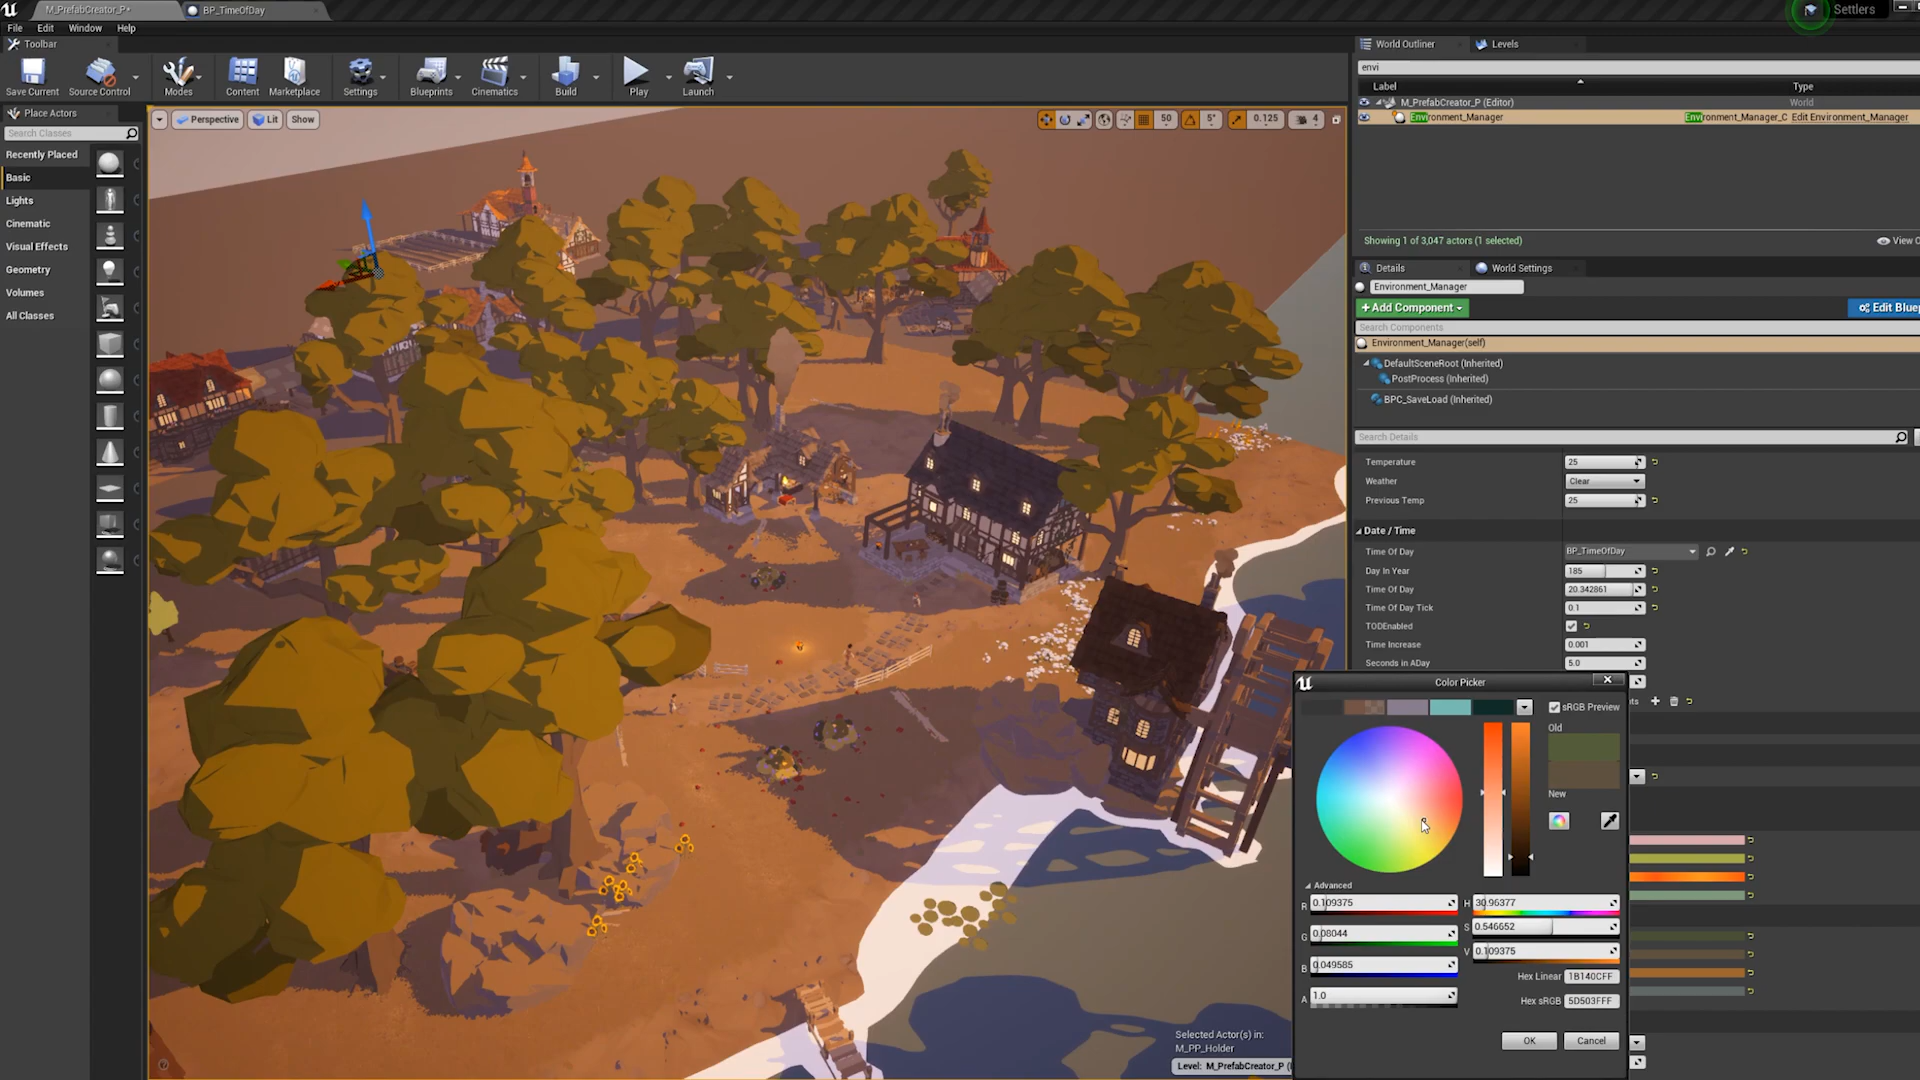 M_PrefabCreator_P*
BP_TimeOfDay
Settlers
File Edit Window Help
Toolbar
Save Current
Source Control
Modes
Content
Marketplace
Settings
Blueprints
Cinematics
Build
Play
Launch
Place Actors
Search Classes
Recently Placed
Basic
Lights
Cinematic
Visual Effects
Geometry
Volumes
All Classes
Perspective
Lit
Show
50
5°
0.125
4
Selected Actor(s) in:
M_PP_Holder
Level: M_PrefabCreator_P (
World Outliner
Levels
envi
Label
Type
M_PrefabCreator_P (Editor)
World
Environment_Manager
Environment_Manager_C
Edit Environment_Manager
Showing 1 of 3,047 actors (1 selected)
View O
Details
World Settings
Environment_Manager
+Add Component
Edit Blue
Search Components
Environment_Manager(self)
DefaultSceneRoot (Inherited)
PostProcess (Inherited)
BPC_SaveLoad (Inherited)
Search Details
Temperature
25
Weather
Clear
Previous Temp
25
Date / Time
Time Of Day
BP_TimeOfDay
Day In Year
185
Time Of Day
20.342861
Time Of Day Tick
0.1
TODEnabled
Time Increase
0.001
Seconds in ADay
5.0
Color Picker
sRGB Preview
Old
New
Advanced
R 0.109375
G 0.08044
B 0.049585
A 1.0
H 30.96377
S 0.546652
V 0.109375
Hex Linear 1B140CFF
Hex sRGB 5D503FFF
OK
Cancel